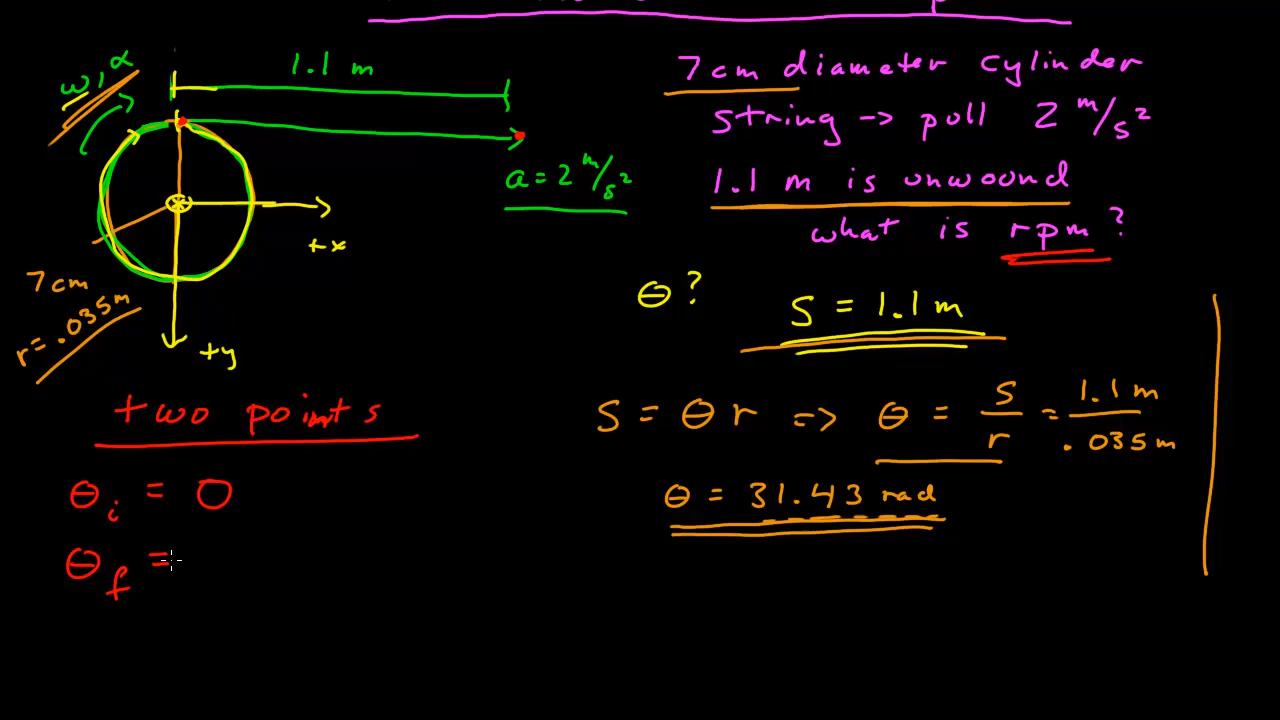 7cm diameter cylinder
string → poll 2 m/s²
1.1 m is unwound
what is rpm?
ω, α
1.1 m
a = 2 m/s²
+x
+y
7cm
r = .035m
θ?
S = 1.1 m
S = θ r => θ = s/r = 1.1 m/.035 m
θ = 31.43 rad
two points
θi = 0
θf =